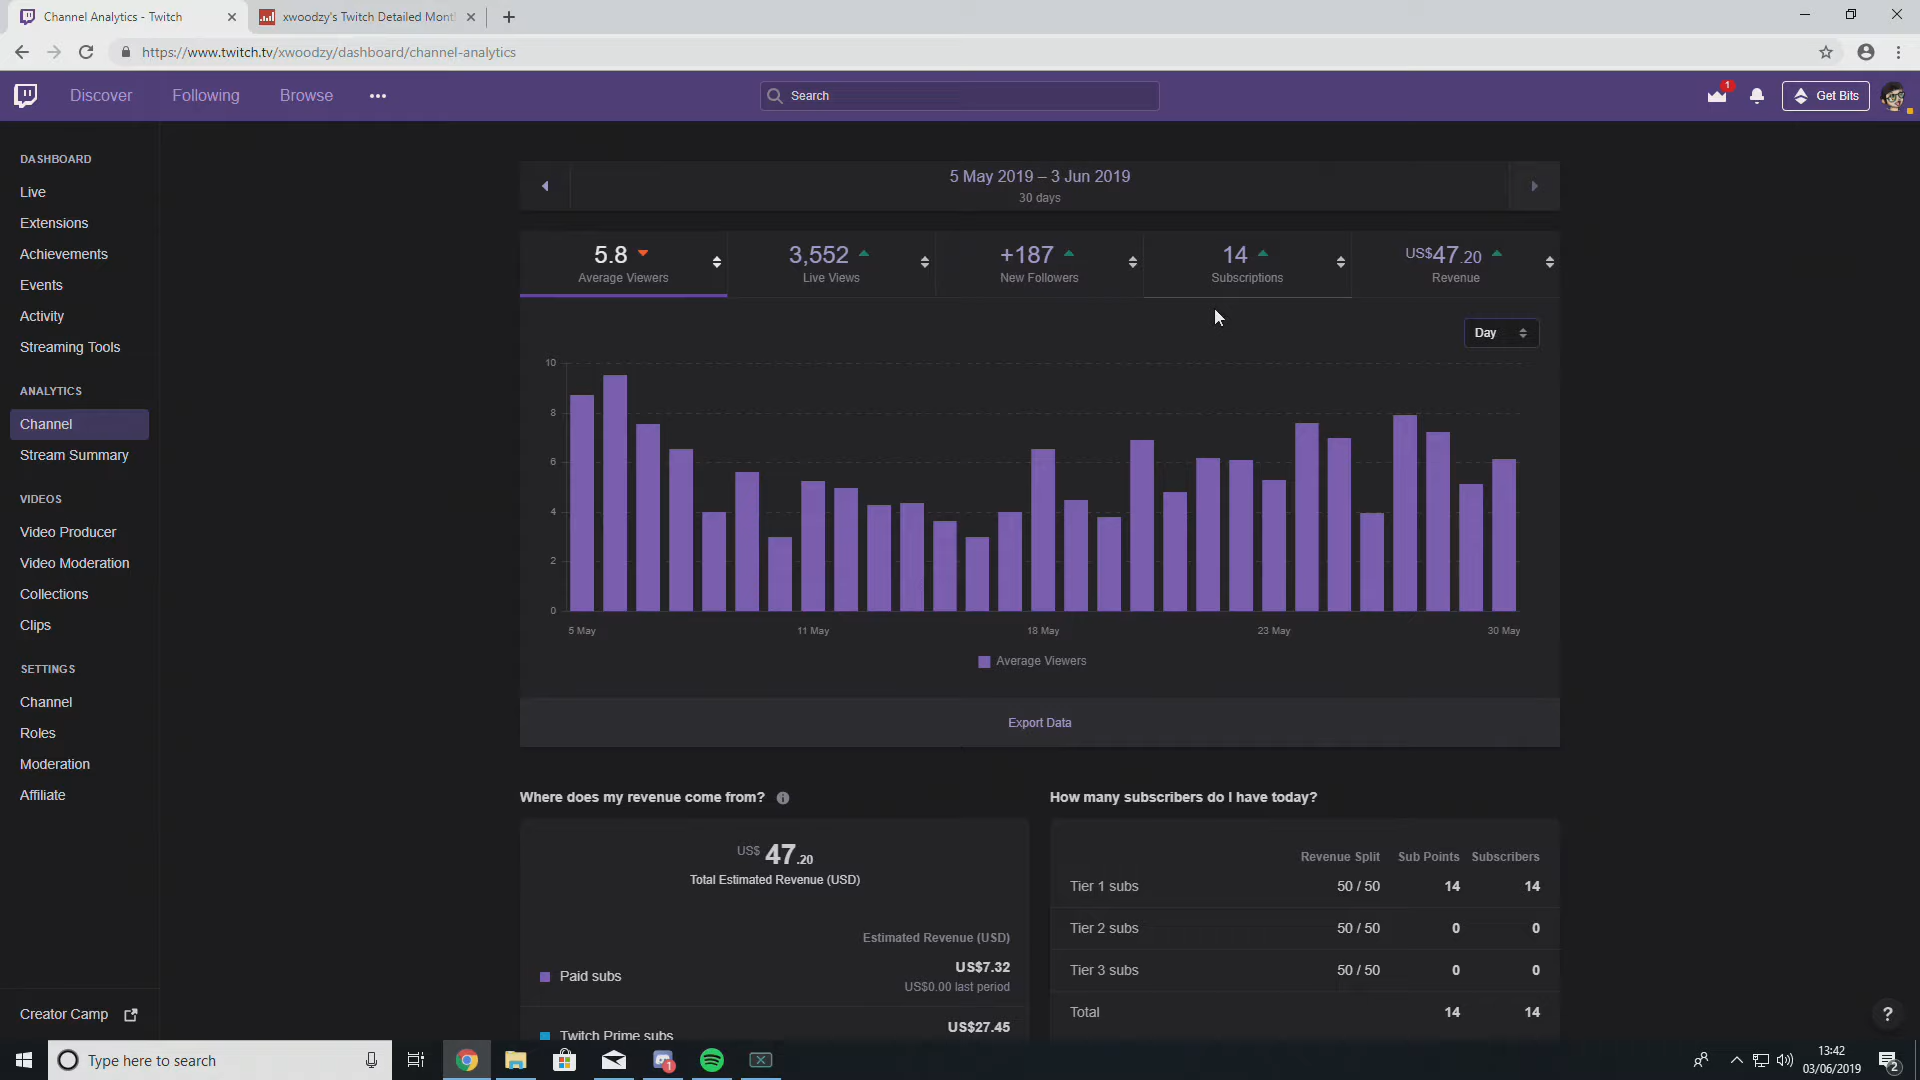 Channel Analytics - Twitch
xwoodzy's Twitch Detailed Mont
https://www.twitch.tv/xwoodzy/dashboard/channel-analytics
Discover
Following
Browse
Search
1
Get Bits
DASHBOARD
Live
Extensions
Achievements
Events
Activity
Streaming Tools
ANALYTICS
Channel
Stream Summary
VIDEOS
Video Producer
Video Moderation
Collections
Clips
SETTINGS
Channel
Roles
Moderation
Affiliate
Creator Camp
5 May 2019 – 3 Jun 2019
30 days
5.8
Average Viewers
3,552
Live Views
+187
New Followers
14
Subscriptions
US$47.20
Revenue
Day
10
8
6
4
2
0
5 May
11 May
18 May
23 May
30 May
Average Viewers
Export Data
Where does my revenue come from?
US$ 47.20
Total Estimated Revenue (USD)
Estimated Revenue (USD)
Paid subs US$7.32
US$0.00 last period
Twitch Prime subs US$27.45
How many subscribers do I have today?
Revenue Split Sub Points Subscribers
Tier 1 subs 50 / 50 14 14
Tier 2 subs 50 / 50 0 0
Tier 3 subs 50 / 50 0 0
Total 14 14
?
Type here to search
1
13:42
03/06/2019
2